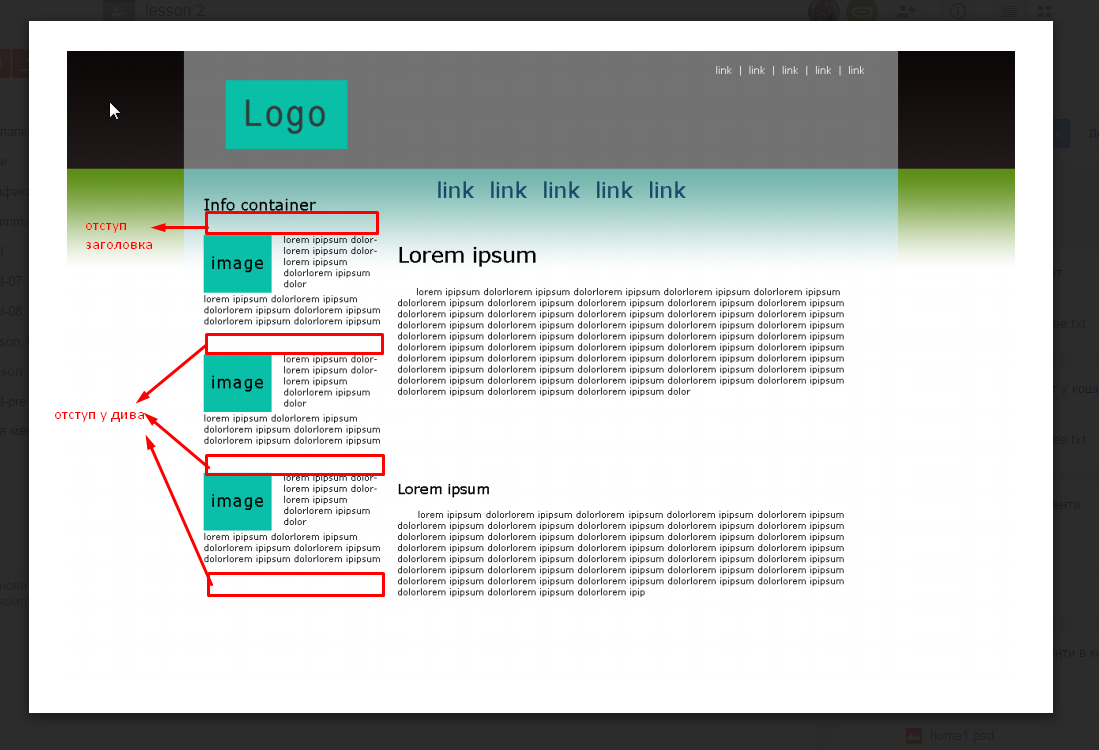 lesson 2
link | link | link | link | link
Logo
link link link link link
Info container
отступ
заголовка
image
lorem ipipsum dolor-
lorem ipipsum dolor-
lorem ipipsum
dolorlorem ipipsum
dolor
lorem ipipsum dolorlorem ipipsum
dolorlorem ipipsum dolorlorem ipipsum
dolorlorem ipipsum dolorlorem ipipsum
image
lorem ipipsum dolor-
lorem ipipsum dolor-
lorem ipipsum
dolorlorem ipipsum
dolor
lorem ipipsum dolorlorem ipipsum
dolorlorem ipipsum dolorlorem ipipsum
dolorlorem ipipsum dolorlorem ipipsum
отступ у дива
image
lorem ipipsum dolor-
lorem ipipsum dolor-
lorem ipipsum
dolorlorem ipipsum
dolor
lorem ipipsum dolorlorem ipipsum
dolorlorem ipipsum dolorlorem ipipsum
dolorlorem ipipsum dolorlorem ipipsum
Lorem ipsum
lorem ipipsum dolorlorem ipipsum dolorlorem ipipsum dolorlorem ipipsum dolorlorem ipipsum
dolorlorem ipipsum dolorlorem ipipsum dolorlorem ipipsum dolorlorem ipipsum dolorlorem ipipsum
dolorlorem ipipsum dolorlorem ipipsum dolorlorem ipipsum dolorlorem ipipsum dolorlorem ipipsum
dolorlorem ipipsum dolorlorem ipipsum dolorlorem ipipsum dolorlorem ipipsum dolorlorem ipipsum
dolorlorem ipipsum dolorlorem ipipsum dolorlorem ipipsum dolorlorem ipipsum dolorlorem ipipsum
dolorlorem ipipsum dolorlorem ipipsum dolorlorem ipipsum dolorlorem ipipsum dolorlorem ipipsum
dolorlorem ipipsum dolorlorem ipipsum dolorlorem ipipsum dolorlorem ipipsum dolorlorem ipipsum
dolorlorem ipipsum dolorlorem ipipsum dolorlorem ipipsum dolorlorem ipipsum dolorlorem ipipsum
dolorlorem ipipsum dolorlorem ipipsum dolorlorem ipipsum dolorlorem ipipsum dolorlorem ipipsum
dolorlorem ipipsum dolorlorem ipipsum dolorlorem ipipsum dolor
Lorem ipsum
lorem ipipsum dolorlorem ipipsum dolorlorem ipipsum dolorlorem ipipsum dolorlorem ipipsum
dolorlorem ipipsum dolorlorem ipipsum dolorlorem ipipsum dolorlorem ipipsum dolorlorem ipipsum
dolorlorem ipipsum dolorlorem ipipsum dolorlorem ipipsum dolorlorem ipipsum dolorlorem ipipsum
dolorlorem ipipsum dolorlorem ipipsum dolorlorem ipipsum dolorlorem ipipsum dolorlorem ipipsum
dolorlorem ipipsum dolorlorem ipipsum dolorlorem ipipsum dolorlorem ipipsum dolorlorem ipipsum
dolorlorem ipipsum dolorlorem ipipsum dolorlorem ipipsum dolorlorem ipipsum dolorlorem ipipsum
dolorlorem ipipsum dolorlorem ipipsum dolorlorem ipipsum dolorlorem ipipsum dolorlorem ipipsum
dolorlorem ipipsum dolorlorem ipipsum dolorlorem ipip
home1.psd